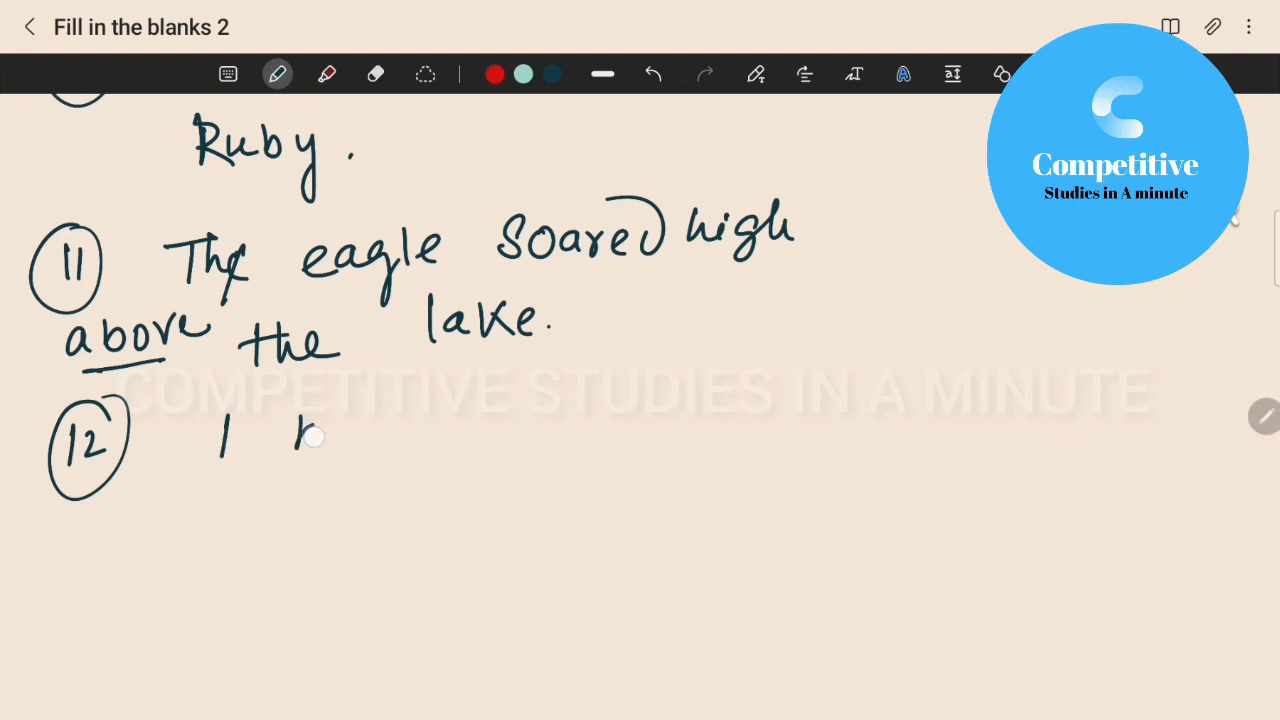 Fill in the blanks 2
Competitive
Studies in A minute
Ruby.
11 The eagle soared high
above the lake.
COMPETITIVE STUDIES IN A MINUTE
12 I